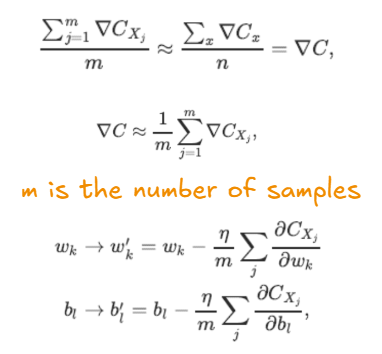 \frac{\sum_{j=1}^{m} \nabla C_{X_j}}{m} \approx \frac{\sum_x \nabla C_x}{n} = \nabla C,
\nabla C \approx \frac{1}{m} \sum_{j=1}^{m} \nabla C_{X_j},
m is the number of samples
w_k \rightarrow w_k' = w_k - \frac{\eta}{m} \sum_j \frac{\partial C_{X_j}}{\partial w_k}
b_l \rightarrow b_l' = b_l - \frac{\eta}{m} \sum_j \frac{\partial C_{X_j}}{\partial b_l},